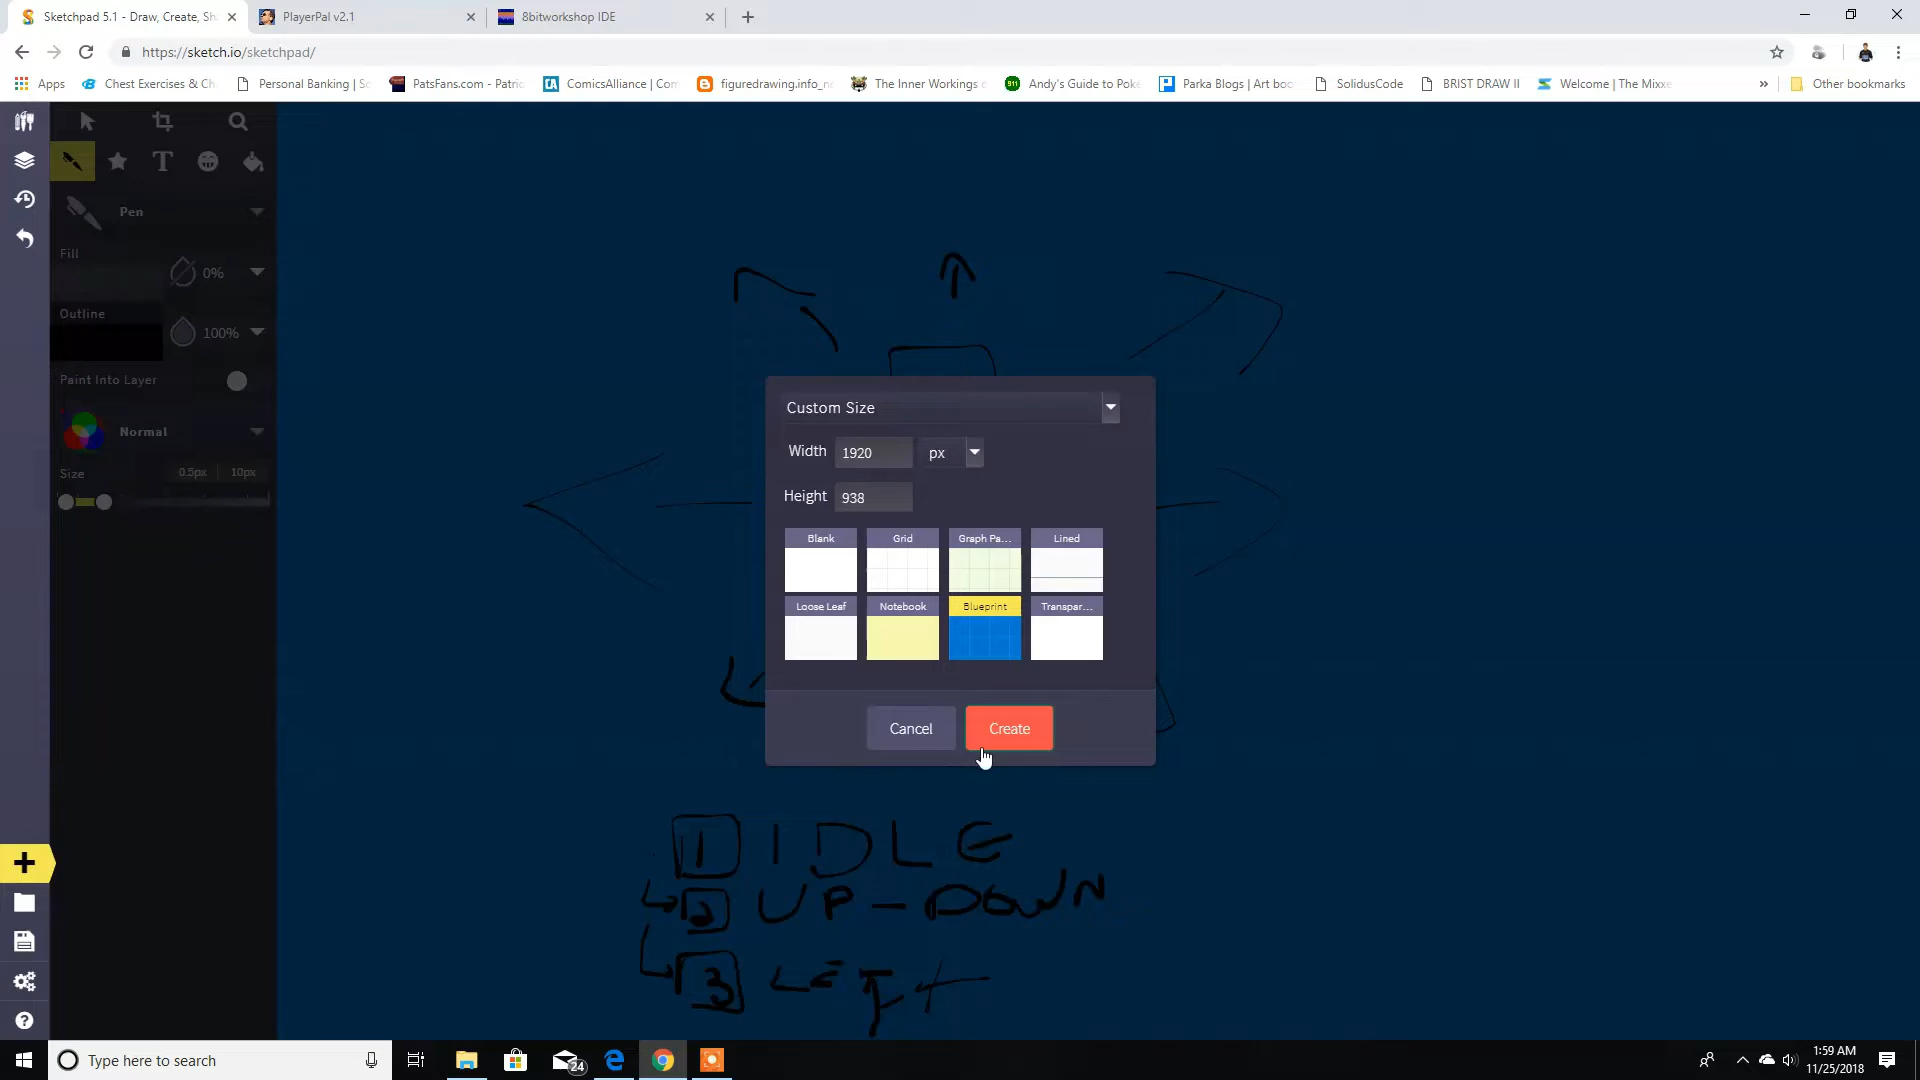 Sketchpad 5.1 - Draw, Create, Sh
PlayerPal v2.1
8bitworkshop IDE
https://sketch.io/sketchpad/
Apps
Chest Exercises & Ch
Personal Banking | Sc
PatsFans.com - Patric
CA
ComicsAlliance | Com
figuredrawing.info_ne
The Inner Workings o
911
Andy's Guide to Poke
Parka Blogs | Art boo
SolidusCode
BRIST DRAW II
Welcome | The Mixxe
»
Other bookmarks
T
Pen
Fill
0%
Outline
100%
Paint Into Layer
Normal
Size
0.5px
10px
Custom Size
Width 1920 px
Height 938
Blank Grid Graph Pa... Lined
Loose Leaf Notebook Blueprint Transpar...
Cancel Create
1 IDLE
2 UP-DOWN
3 LEFT
Type here to search
24
1:59 AM
11/25/2018